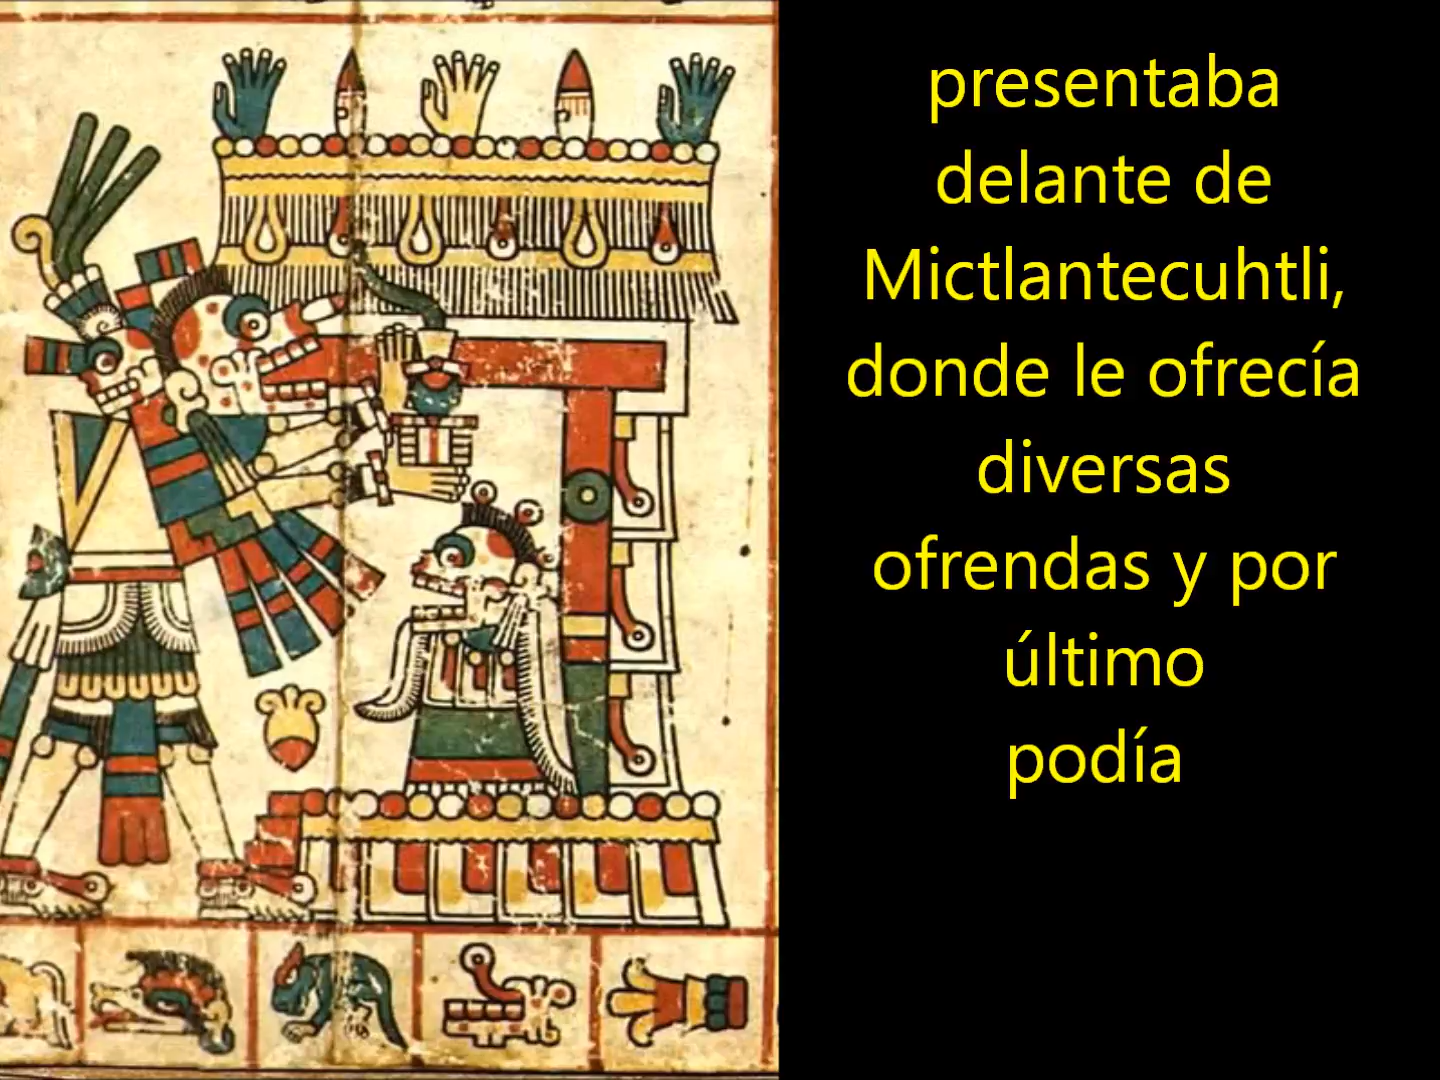 presentaba
delante de
Mictlantecuhtli,
donde le ofrecía
diversas
ofrendas y por
último
podía